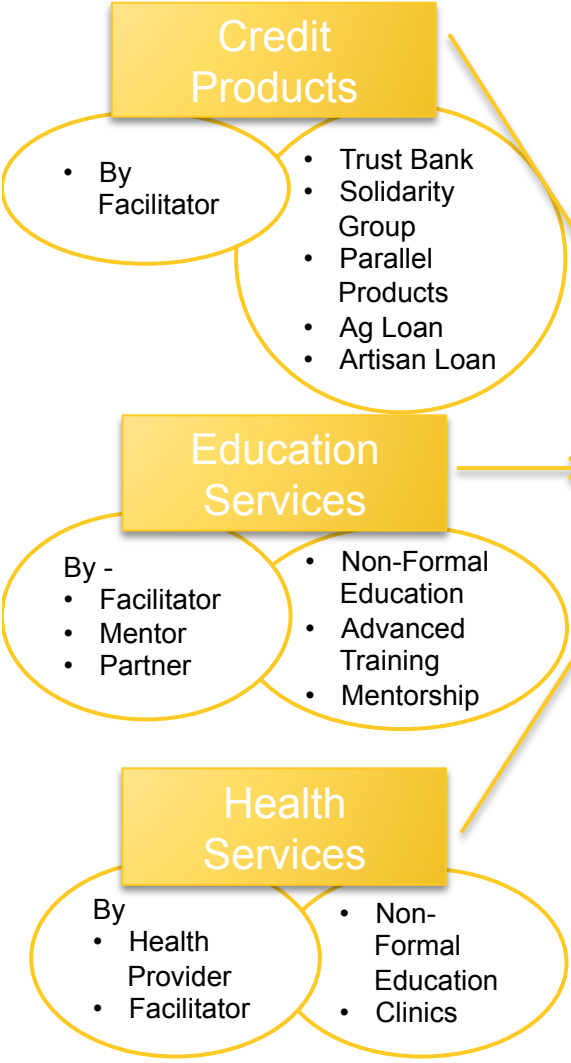 Credit
Products
• By
Facilitator
• Trust Bank
• Solidarity
Group
• Parallel
Products
• Ag Loan
• Artisan Loan
Education
Services
By -
• Facilitator
• Mentor
• Partner
• Non-Formal
Education
• Advanced
Training
• Mentorship
Health
Services
By
• Health
Provider
• Facilitator
• Non-
Formal
Education
• Clinics